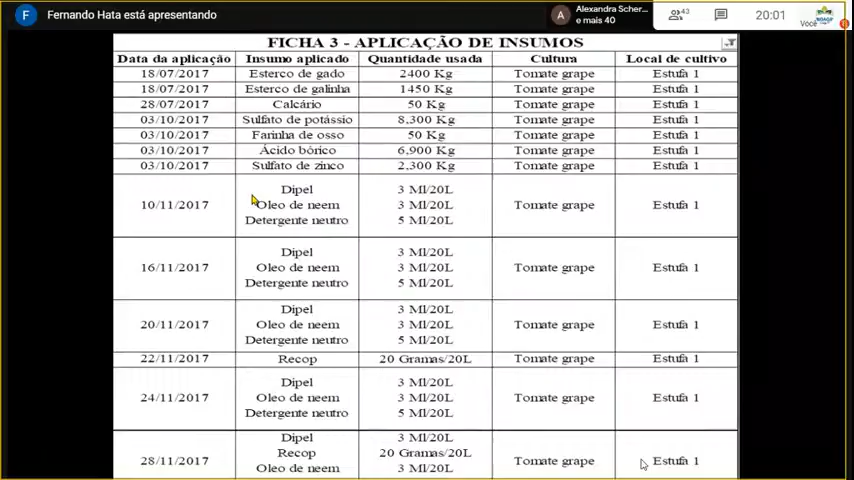 Fernando Hata está apresentando
Alexandra Scher...
e mais 40
43
20:01
Você
FICHA 3 - APLICAÇÃO DE INSUMOS
Data da aplicação Insumo aplicado Quantidade usada Cultura Local de cultivo
18/07/2017 Esterco de gado 2400 Kg Tomate grape Estufa 1
18/07/2017 Esterco de galinha 1450 Kg Tomate grape Estufa 1
28/07/2017 Calcário 50 Kg Tomate grape Estufa 1
03/10/2017 Sulfato de potássio 8,300 Kg Tomate grape Estufa 1
03/10/2017 Farinha de osso 50 Kg Tomate grape Estufa 1
03/10/2017 Ácido bórico 6,900 Kg Tomate grape Estufa 1
03/10/2017 Sulfato de zinco 2,300 Kg Tomate grape Estufa 1
Dipel 3 Ml/20L
10/11/2017 Oleo de neem 3 Ml/20L Tomate grape Estufa 1
Detergente neutro 5 Ml/20L
Dipel 3 Ml/20L
16/11/2017 Oleo de neem 3 Ml/20L Tomate grape Estufa 1
Detergente neutro 5 Ml/20L
Dipel 3 Ml/20L
20/11/2017 Oleo de neem 3 Ml/20L Tomate grape Estufa 1
Detergente neutro 5 Ml/20L
22/11/2017 Recop 20 Gramas/20L Tomate grape Estufa 1
Dipel 3 Ml/20L
24/11/2017 Oleo de neem 3 Ml/20L Tomate grape Estufa 1
Detergente neutro 5 Ml/20L
Dipel 3 Ml/20L
28/11/2017 Recop 20 Gramas/20L Tomate grape Estufa 1
Oleo de neem 3 Ml/20L